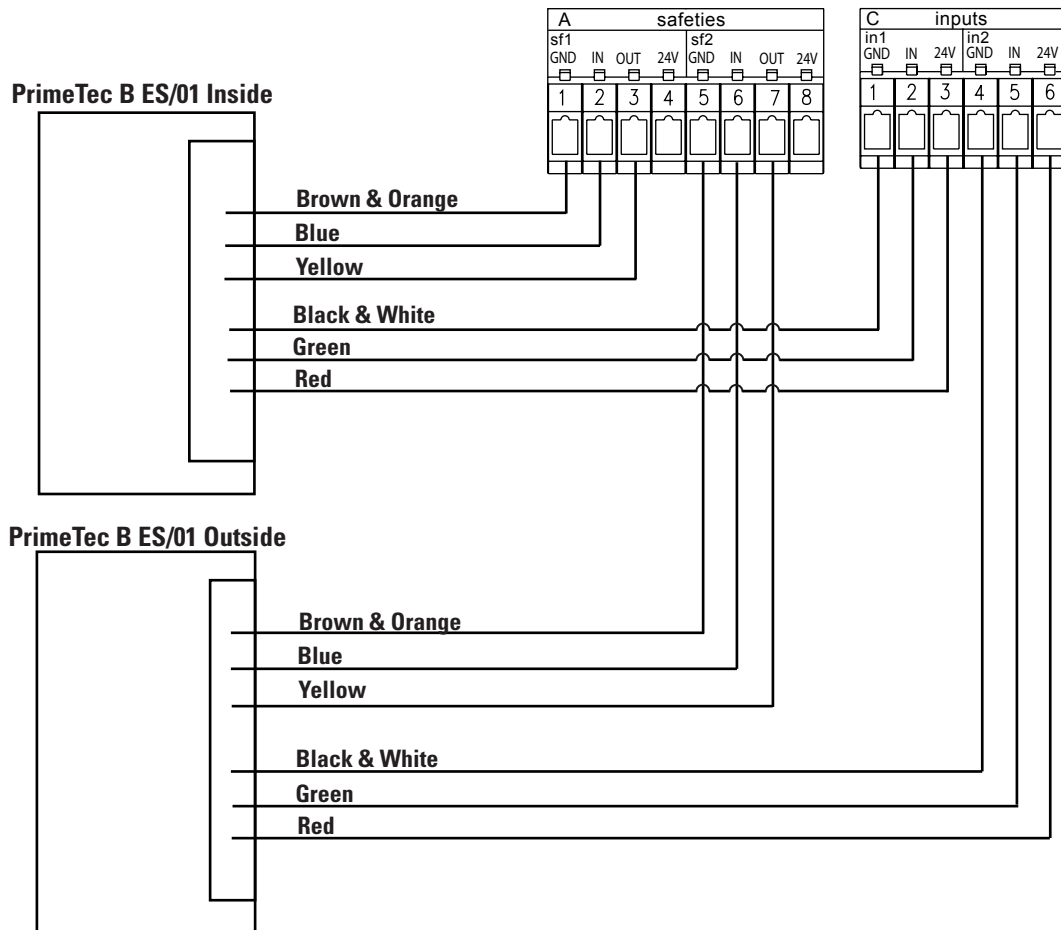 A safeties
sf1 sf2
GND IN OUT 24V GND IN OUT 24V
1 2 3 4 5 6 7 8
C inputs
in1 in2
GND IN 24V GND IN 24V
1 2 3 4 5 6
PrimeTec B ES/01 Inside
Brown & Orange
Blue
Yellow
Black & White
Green
Red
PrimeTec B ES/01 Outside
Brown & Orange
Blue
Yellow
Black & White
Green
Red